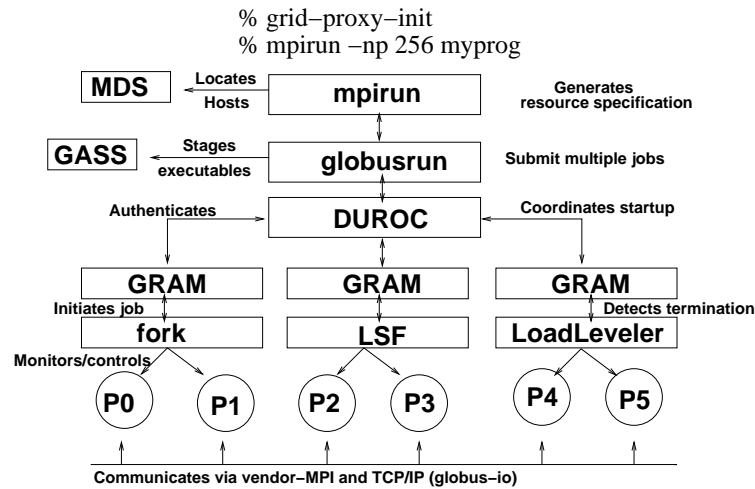 % grid–proxy–init
% mpirun –np 256 myprog
MDS
Locates
Hosts
mpirun
Generates
resource specification
GASS
Stages
executables
globusrun
Submit multiple jobs
Authenticates
DUROC
Coordinates startup
GRAM
GRAM
GRAM
Initiates job
Detects termination
fork
LSF
LoadLeveler
Monitors/controls
P0
P1
P2
P3
P4
P5
Communicates via vendor–MPI and TCP/IP (globus–io)